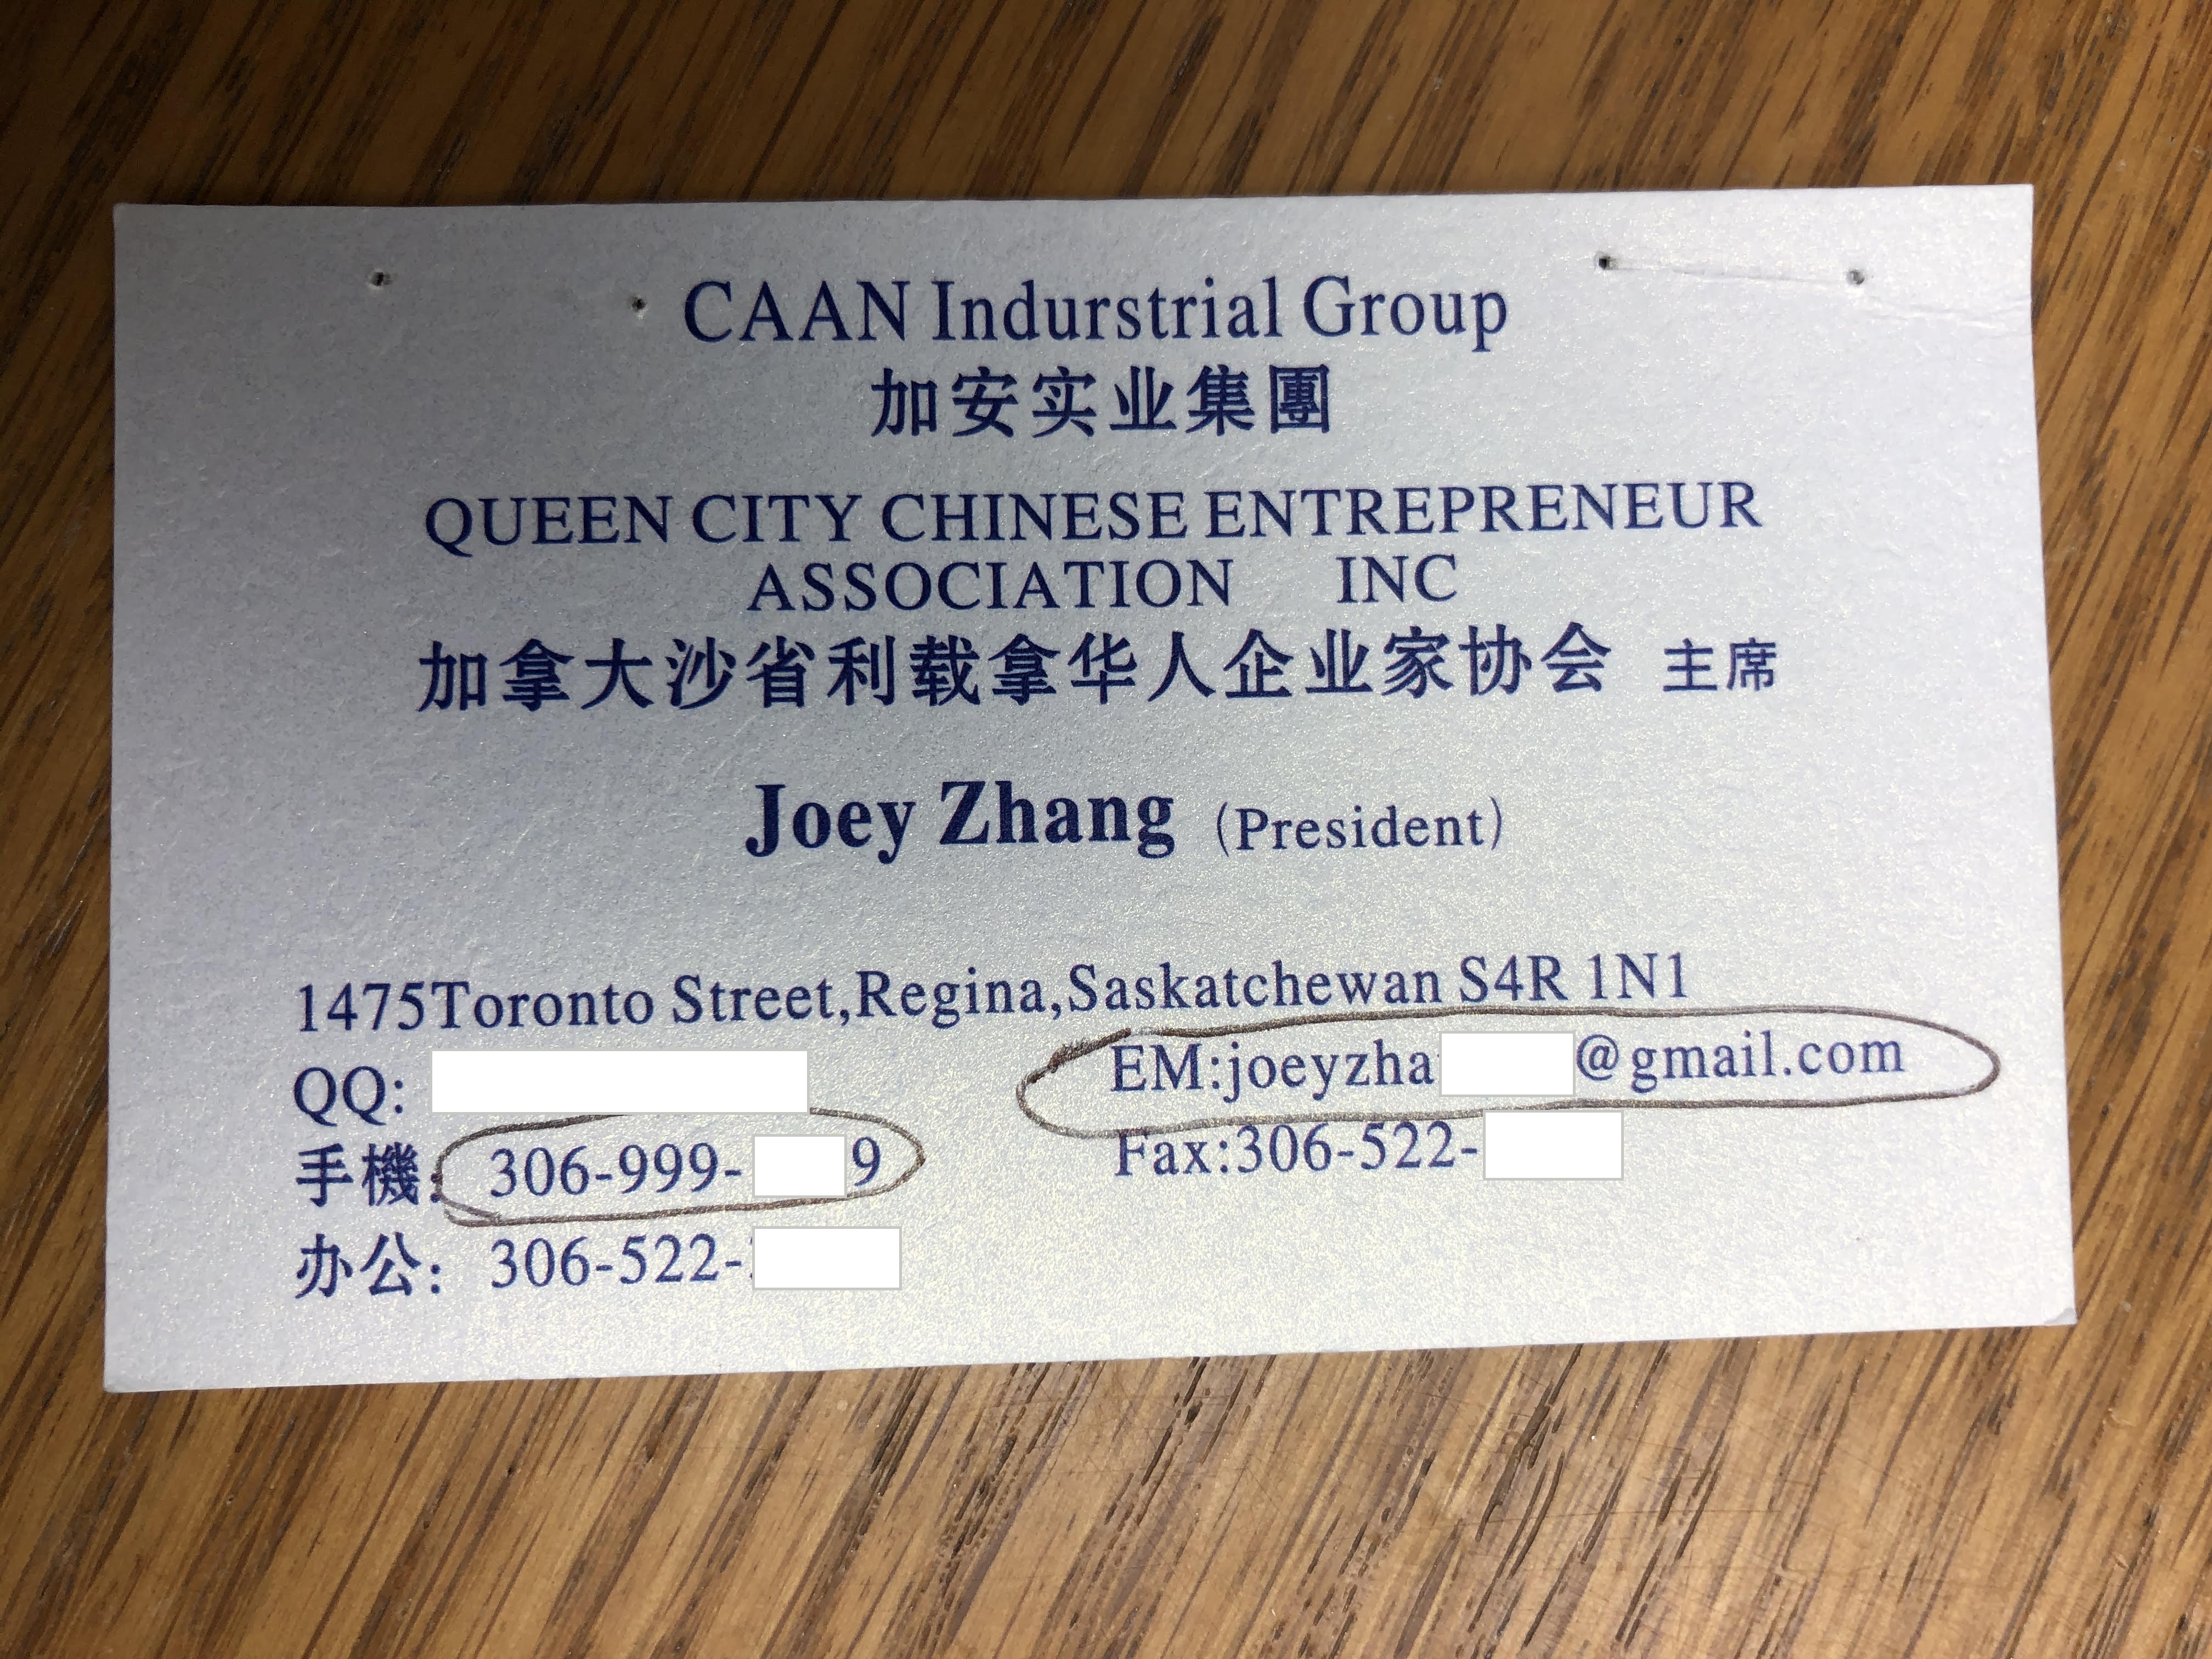 CAAN Indurstrial Group
加安实业集團
QUEEN CITY CHINESE ENTREPRENEUR
ASSOCIATION INC
加拿大沙省利载拿华人企业家协会 主席
Joey Zhang (President)
1475Toronto Street,Regina,Saskatchewan S4R 1N1
QQ:
EM:joeyzha @gmail.com
手機: 306-999- 9
Fax:306-522-
办公: 306-522-